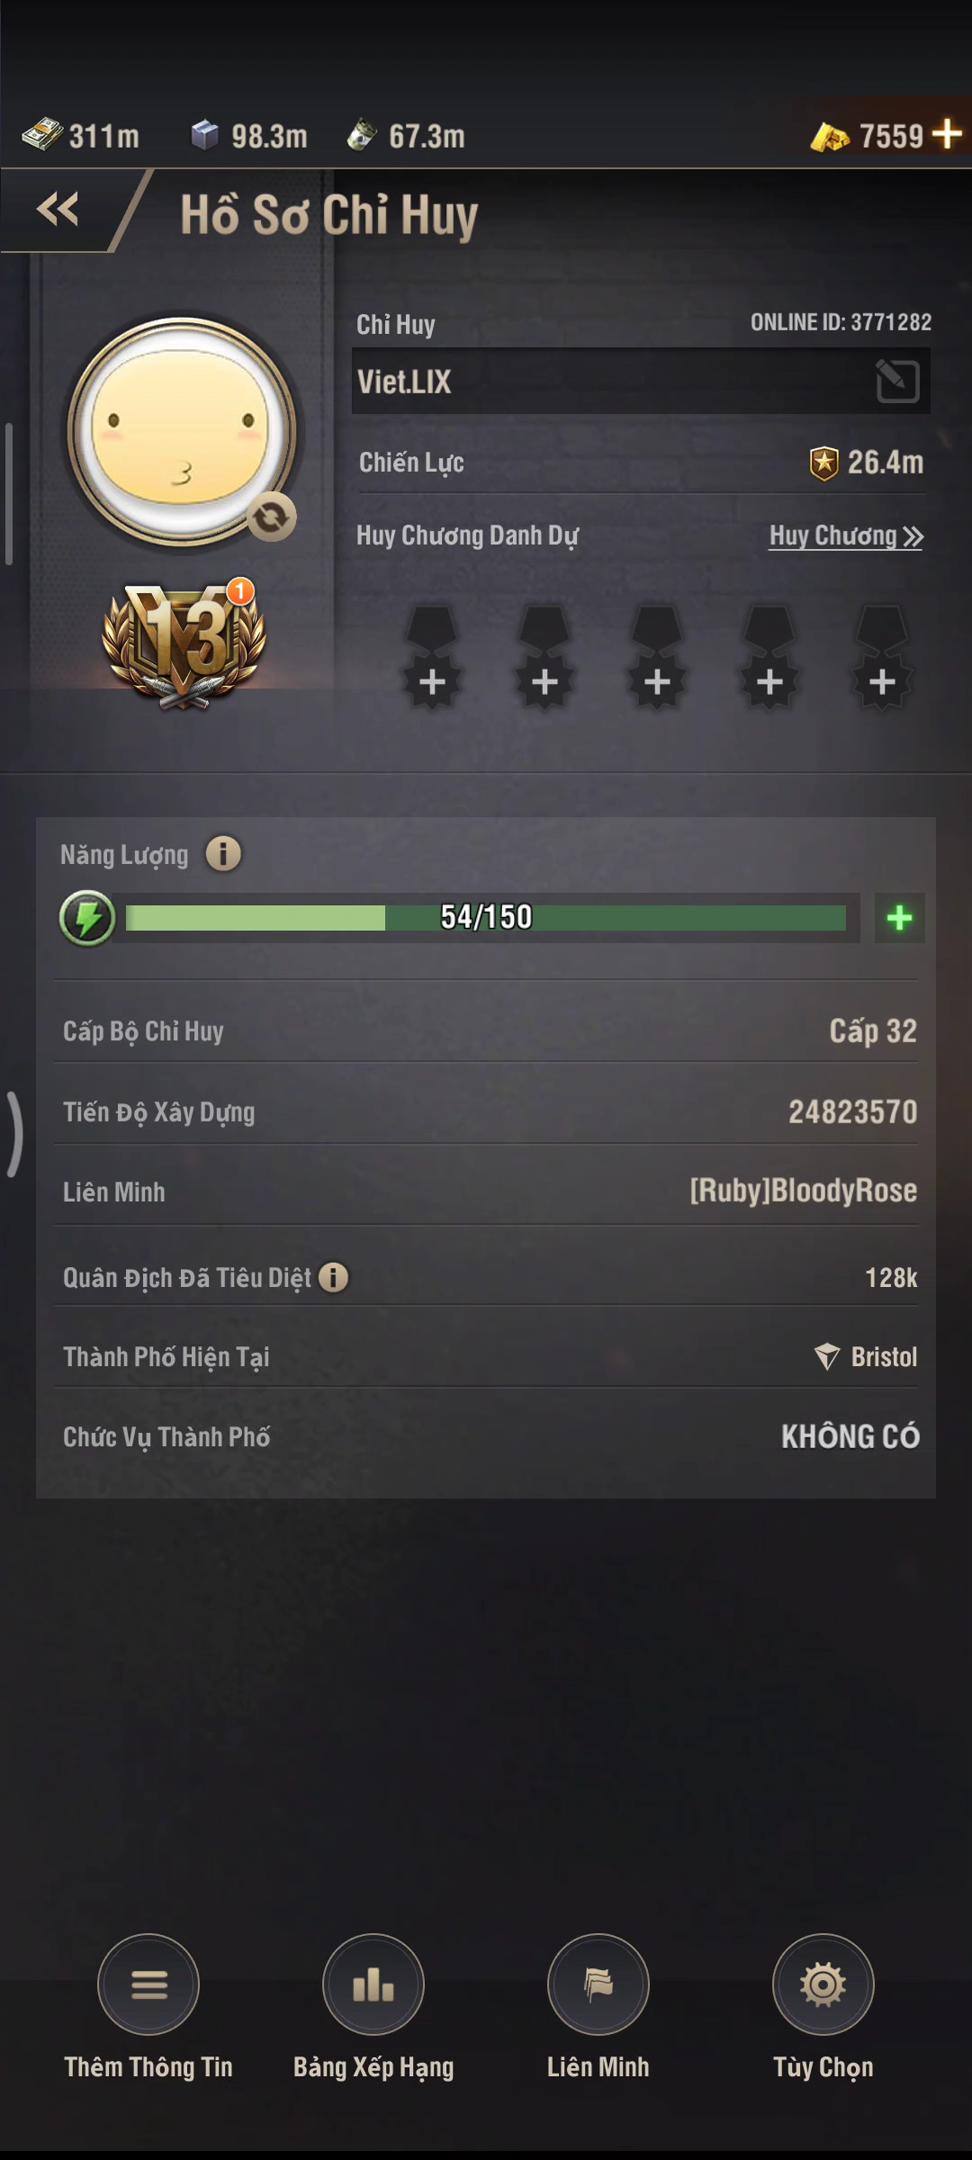 311m 98.3m 67.3m 7559
Hồ Sơ Chỉ Huy
Chỉ Huy ONLINE ID: 3771282
Viet.LIX
Chiến Lực 26.4m
Huy Chương Danh Dự Huy Chương
1
13
Năng Lượng
54/150
Cấp Bộ Chỉ Huy Cấp 32
Tiến Độ Xây Dựng 24823570
Liên Minh [Ruby]BloodyRose
Quân Địch Đã Tiêu Diệt 128k
Thành Phố Hiện Tại Bristol
Chức Vụ Thành Phố KHÔNG CÓ
Thêm Thông Tin Bảng Xếp Hạng Liên Minh Tùy Chọn